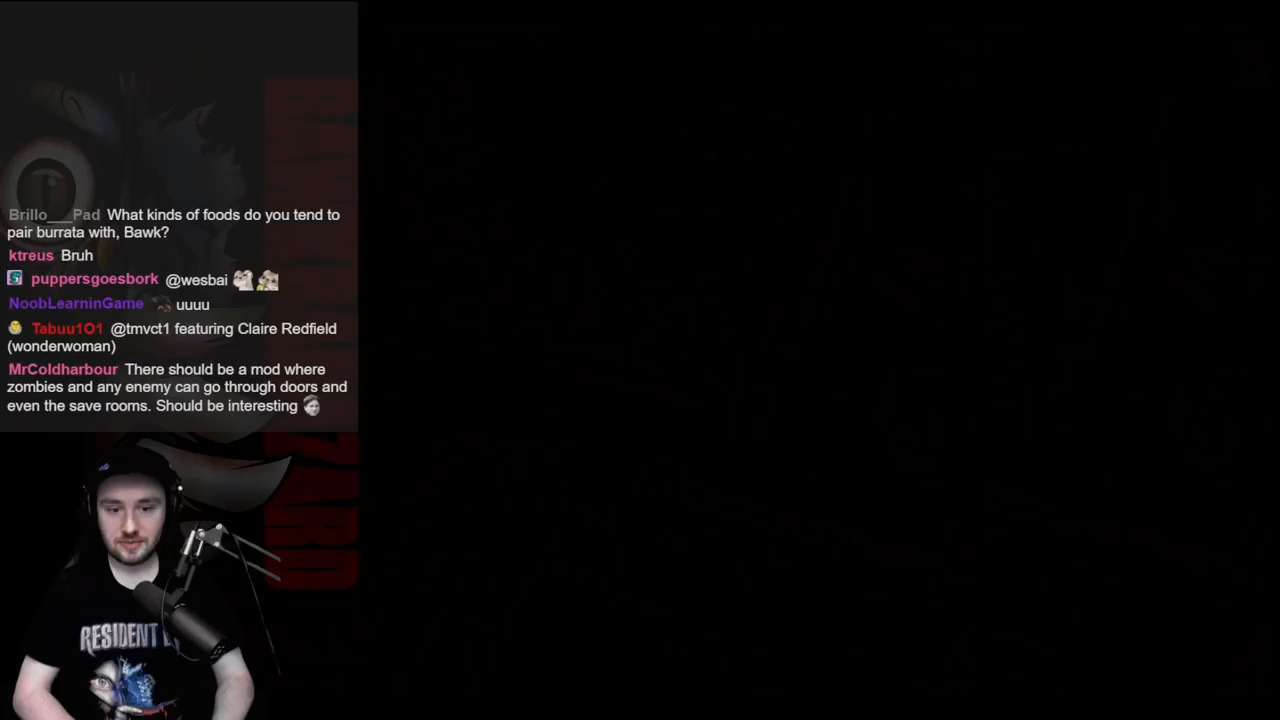 Brillo___Pad What kinds of foods do you tend to
pair burrata with, Bawk?
ktreus Bruh
puppersgoesbork @wesbai
NoobLearninGame uuuu
Tabuu1O1 @tmvct1 featuring Claire Redfield
(wonderwoman)
MrColdharbour There should be a mod where
zombies and any enemy can go through doors and
even the save rooms. Should be interesting
RESIDENT